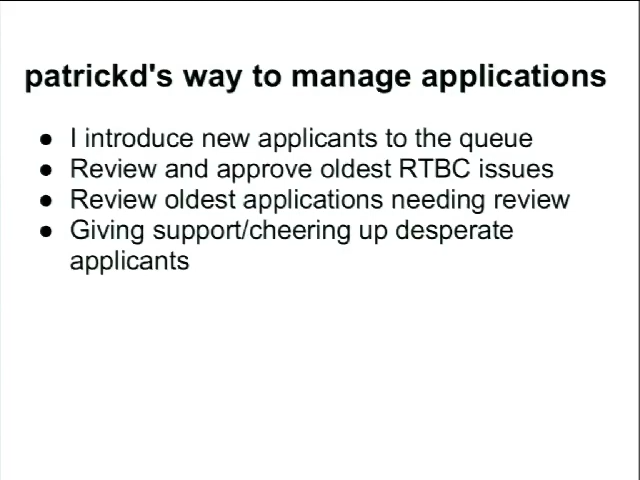 patrickd's way to manage applications
● I introduce new applicants to the queue
● Review and approve oldest RTBC issues
● Review oldest applications needing review
● Giving support/cheering up desperate
applicants